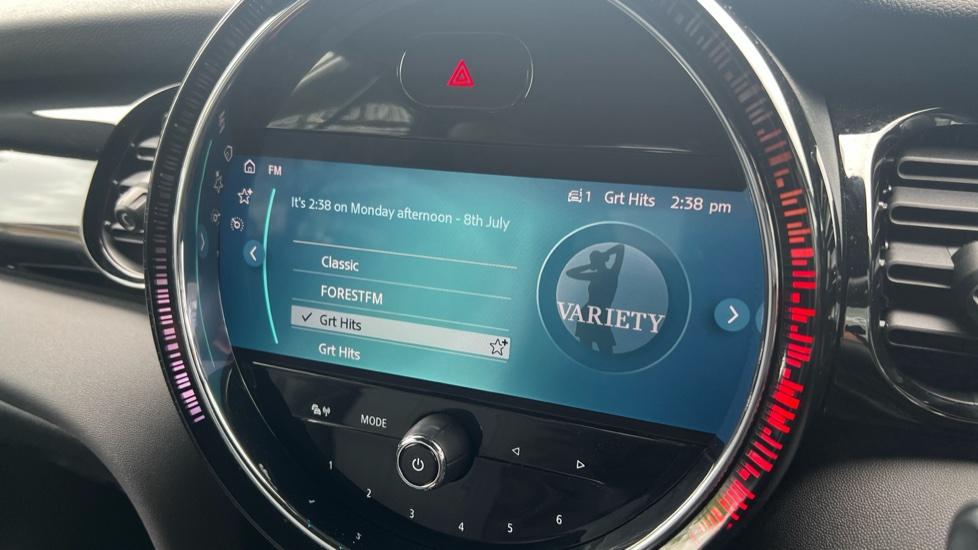 FM
1 Grt Hits 2:38 pm
It's 2:38 on Monday afternoon - 8th July
Classic
FORESTFM
Grt Hits
Grt Hits
VARIETY
MODE
1
2
3
4
5
6